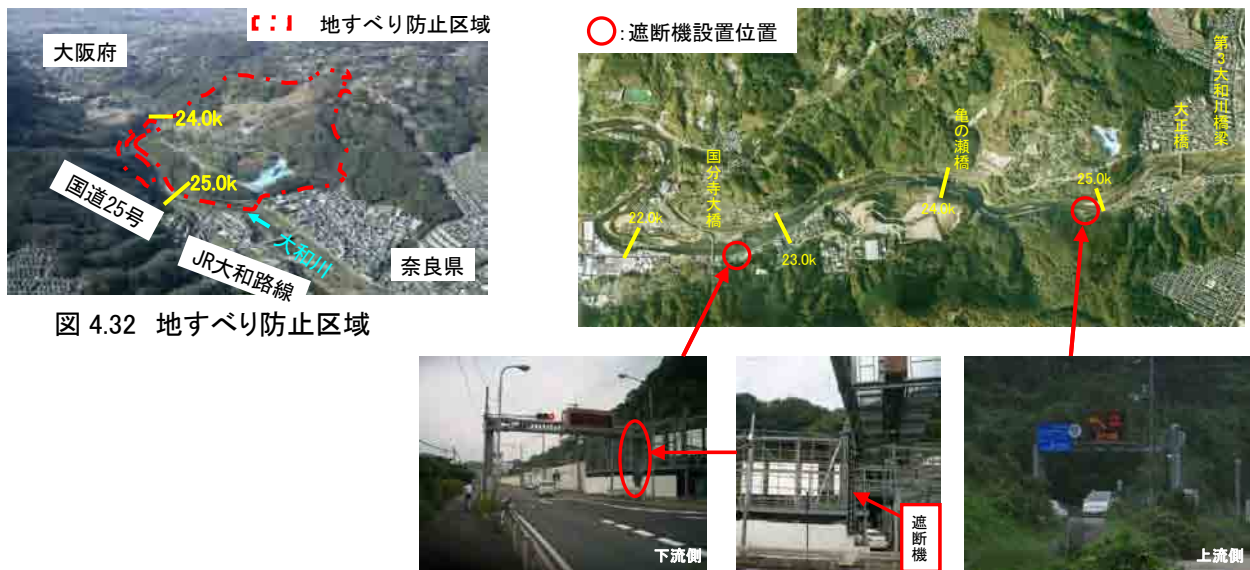 地すべり防止区域
大阪府
24.0k
25.0k
国道25号
大和川
JR大和路線
奈良県
図 4.32 地すべり防止区域
:遮断機設置位置
第3大和川橋梁
大正橋
亀の瀬橋
国分寺大橋
25.0k
24.0k
22.0k
23.0k
下流側
遮断機
上流側